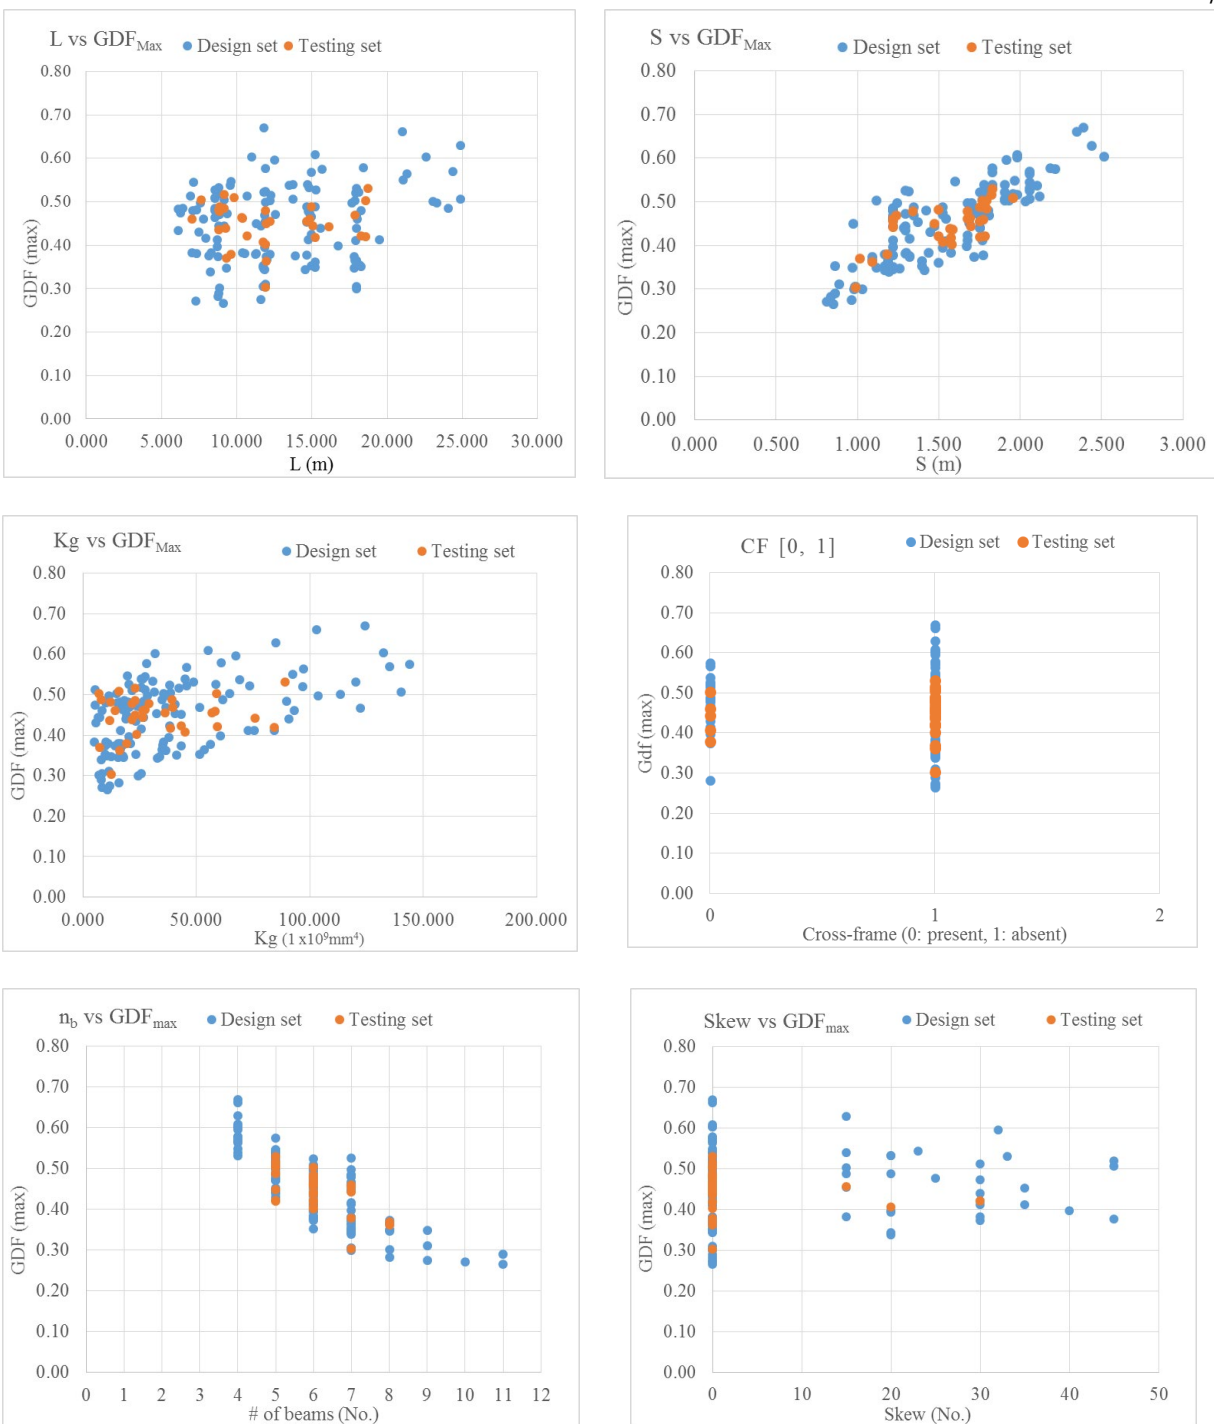 L vs GDFMax Design set Testing set
0.80
0.70
0.60
0.50
0.40
0.30
0.20
0.10
0.00
GDF (max)
0.000 5.000 10.000 15.000 20.000 25.000 30.000
L (m)
S vs GDFMax Design set Testing set
0.80
0.70
0.60
0.50
0.40
0.30
0.20
0.10
0.00
GDF (max)
0.000 0.500 1.000 1.500 2.000 2.500 3.000
S (m)
Kg vs GDFMax Design set Testing set
0.80
0.70
0.60
0.50
0.40
0.30
0.20
0.10
0.00
GDF (max)
0.000 50.000 100.000 150.000 200.000
Kg (1 x10⁹mm⁴)
CF [0, 1] Design set Testing set
0.80
0.70
0.60
0.50
0.40
0.30
0.20
0.10
0.00
Gdf (max)
0 1 2
Cross-frame (0: present, 1: absent)
nb vs GDFmax Design set Testing set
0.80
0.70
0.60
0.50
0.40
0.30
0.20
0.10
0.00
GDF (max)
0 1 2 3 4 5 6 7 8 9 10 11 12
# of beams (No.)
Skew vs GDFmax Design set Testing set
0.80
0.70
0.60
0.50
0.40
0.30
0.20
0.10
0.00
GDF (max)
0 10 20 30 40 50
Skew (No.)